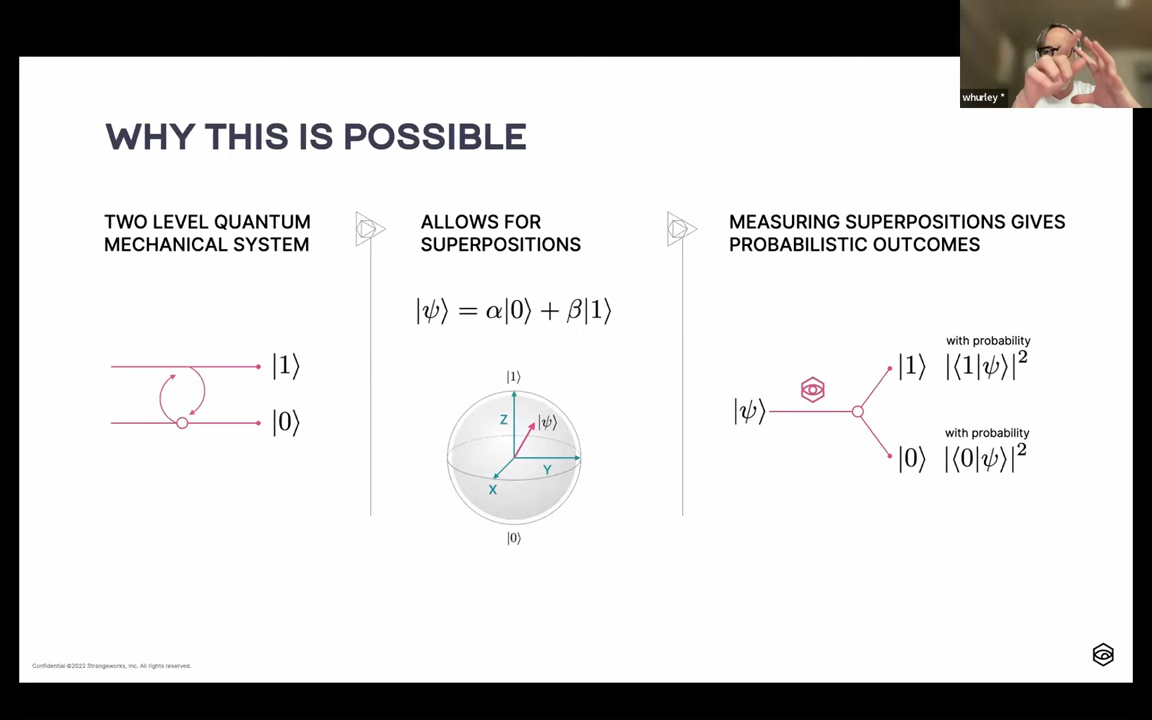 whurley *
WHY THIS IS POSSIBLE
TWO LEVEL QUANTUM
MECHANICAL SYSTEM
|1⟩
|0⟩
ALLOWS FOR
SUPERPOSITIONS
|ψ⟩ = α|0⟩ + β|1⟩
|1⟩
Z
|ψ⟩
Y
X
|0⟩
MEASURING SUPERPOSITIONS GIVES
PROBABILISTIC OUTCOMES
with probability
|1⟩ |⟨1|ψ⟩|²
|ψ⟩
with probability
|0⟩ |⟨0|ψ⟩|²
Confidential ©2022 Strangeworks, Inc. All rights reserved.